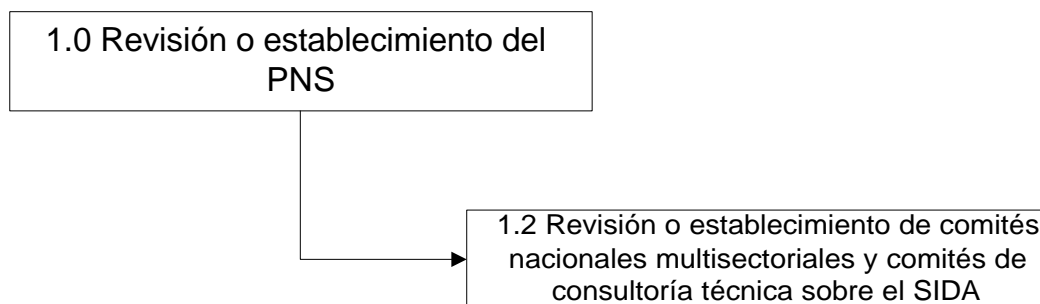 1.0 Revisión o establecimiento del
PNS
1.2 Revisión o establecimiento de comités
nacionales multisectoriales y comités de
consultoría técnica sobre el SIDA